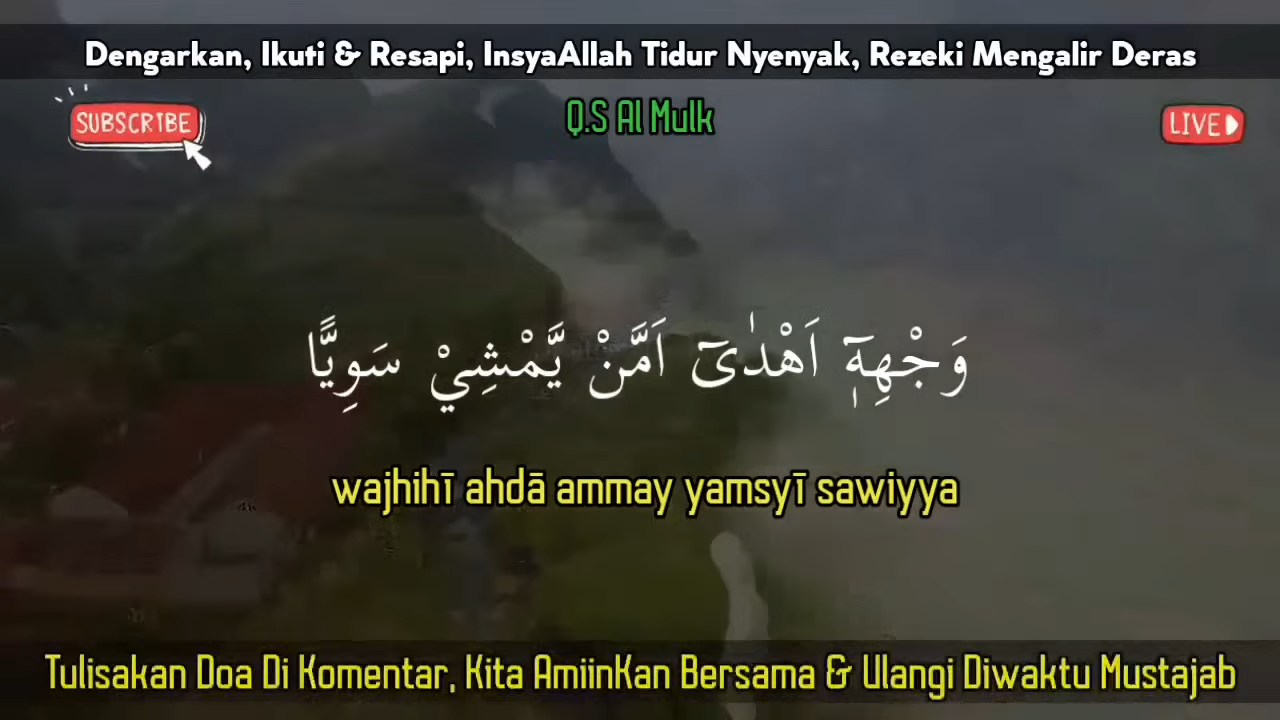 Dengarkan, Ikuti & Resapi, InsyaAllah Tidur Nyenyak, Rezeki Mengalir Deras
SUBSCRIBE
Q.S Al Mulk
LIVE
وَجْهِهٖٓ اَهْدٰىٓ اَمَّنْ يَّمْشِيْ سَوِيًّا
wajhihī ahdā ammay yamsyī sawiyya
Tulisakan Doa Di Komentar, Kita AmiinKan Bersama & Ulangi Diwaktu Mustajab